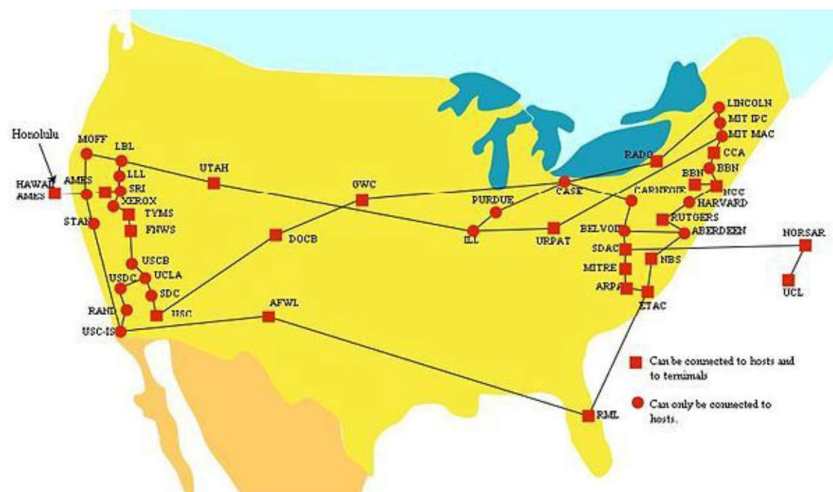 LINCOLN
MIT IPC
MIT MAC
Honolulu
MOFF
LBL
CCA
RADC
UTAH
LLL
BBN
BBN
HAWAII
AMES
AMES
SRI
GWC
CASE
CARNEGIE
NCC
XEROX
PURDUE
HARVARD
TYMS
RUTGERS
STAN
FNWS
DOCB
ILL
URPAT
BELVOI
ABERDEEN
NORSAR
SDAC
USCB
NBS
USDC
UCLA
MITRE
UCL
SDC
ARPA
ETAC
RAND
USC
AFWL
USC-IS
Can be connected to hosts and
to ternimals
Can only be connected to
hosts.
RML